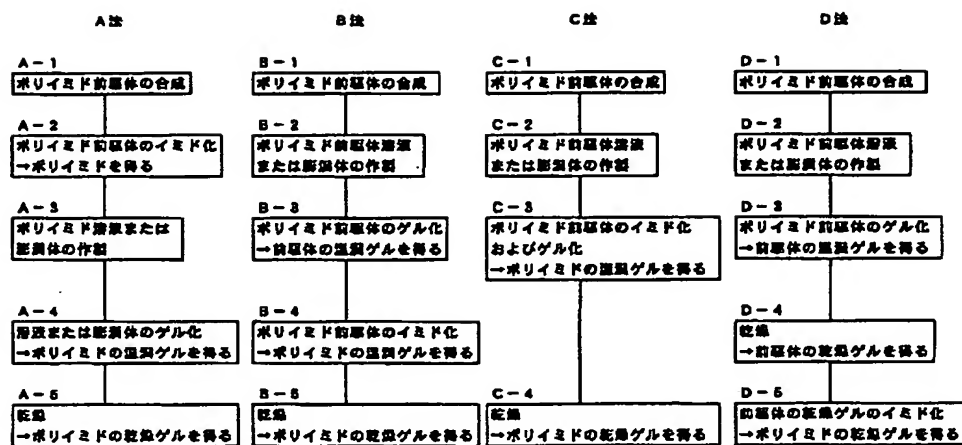 A法
B法
C法
D法
A-1
ポリイミド前駆体の合成
A-2
ポリイミド前駆体のイミド化
→ポリイミドを得る
A-3
ポリイミド溶液または
膨潤体の作製
A-4
溶液または膨潤体のゲル化
→ポリイミドの湿潤ゲルを得る
A-5
乾燥
→ポリイミドの乾燥ゲルを得る
B-1
ポリイミド前駆体の合成
B-2
ポリイミド前駆体溶液
または膨潤体の作製
B-3
ポリイミド前駆体のゲル化
→前駆体の湿潤ゲルを得る
B-4
ポリイミド前駆体のイミド化
→ポリイミドの湿潤ゲルを得る
B-5
乾燥
→ポリイミドの乾燥ゲルを得る
C-1
ポリイミド前駆体の合成
C-2
ポリイミド前駆体溶液
または膨潤体の作製
C-3
ポリイミド前駆体のイミド化
およびゲル化
→ポリイミドの湿潤ゲルを得る
C-4
乾燥
→ポリイミドの乾燥ゲルを得る
D-1
ポリイミド前駆体の合成
D-2
ポリイミド前駆体溶液
または膨潤体の作製
D-3
ポリイミド前駆体のゲル化
→前駆体の湿潤ゲルを得る
D-4
乾燥
→前駆体の乾燥ゲルを得る
D-5
前駆体の乾燥ゲルのイミド化
→ポリイミドの乾燥ゲルを得る